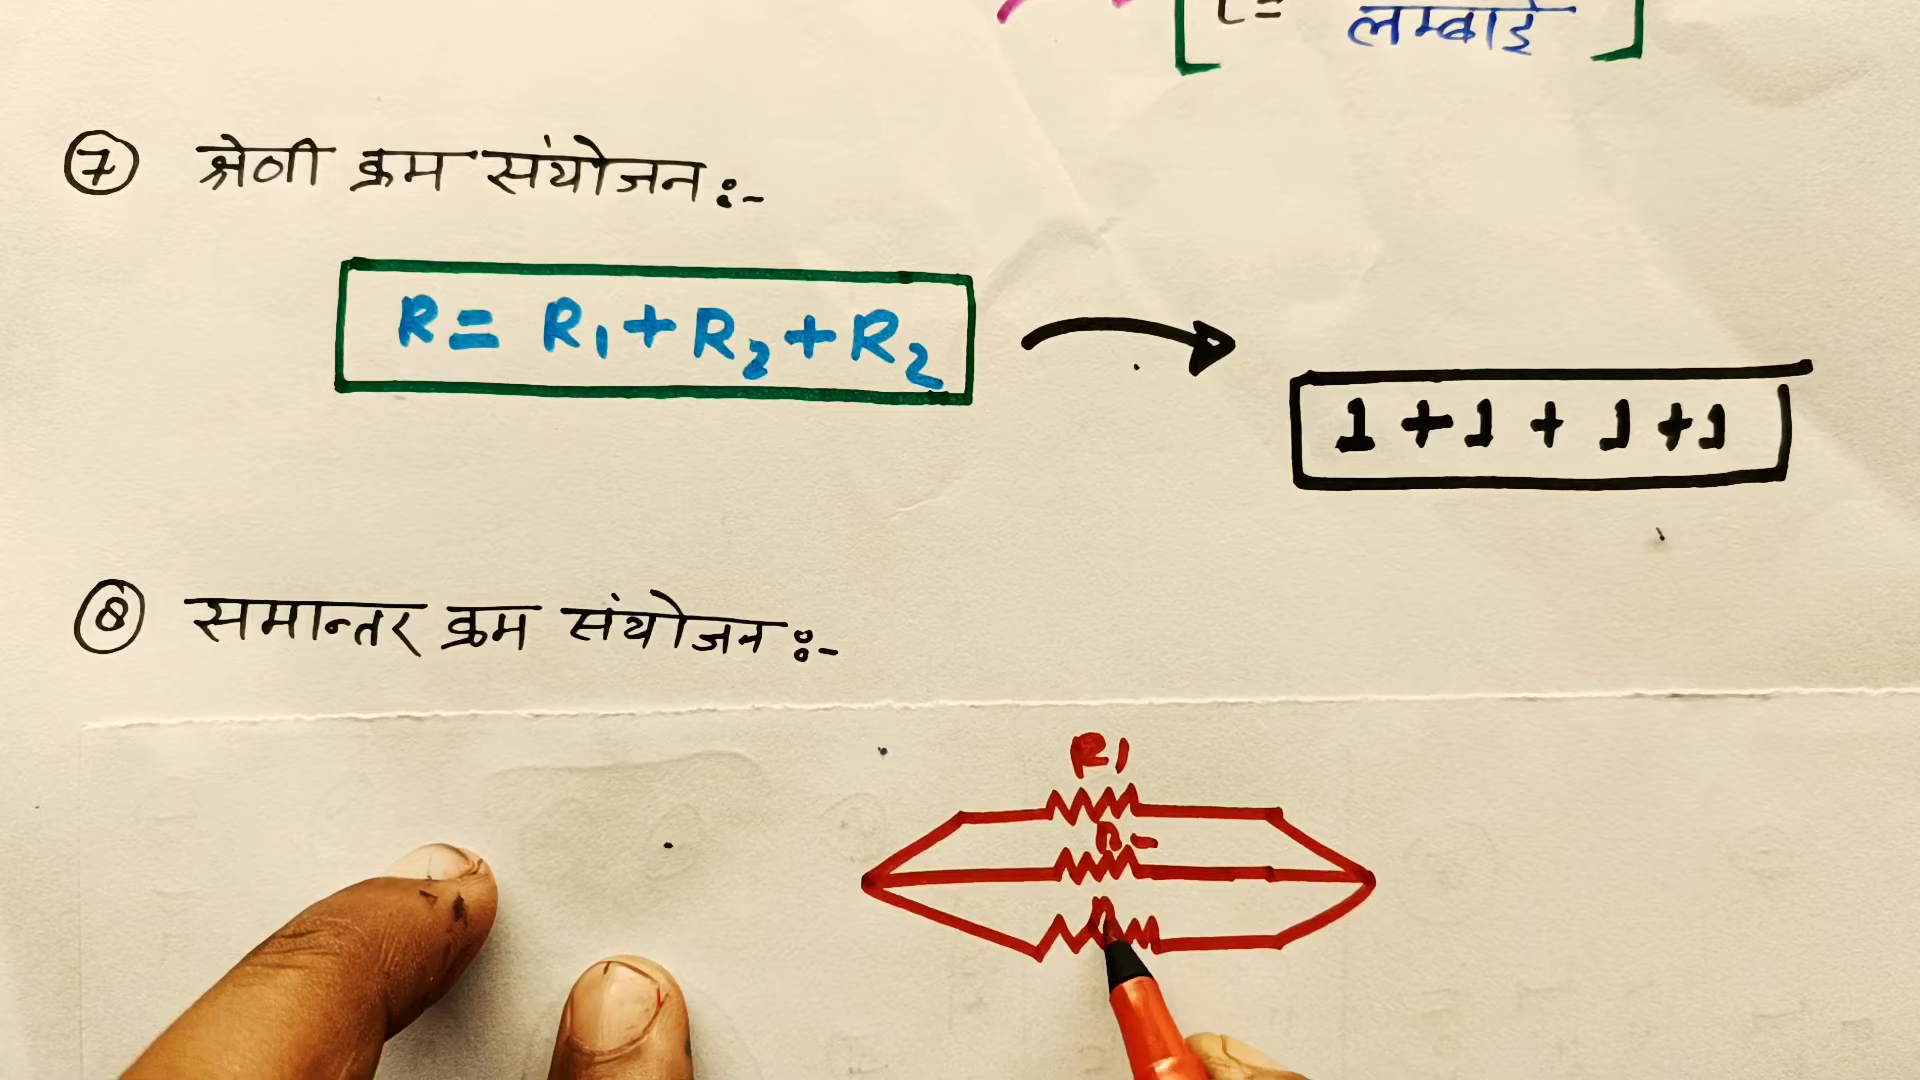 लम्बाई
⑦ श्रेणी क्रम संयोजन :-
R = R₁ + R₂ + R₂
1 + 1 + 1 + 1
⑧ समान्तर क्रम संयोजन :-
R1